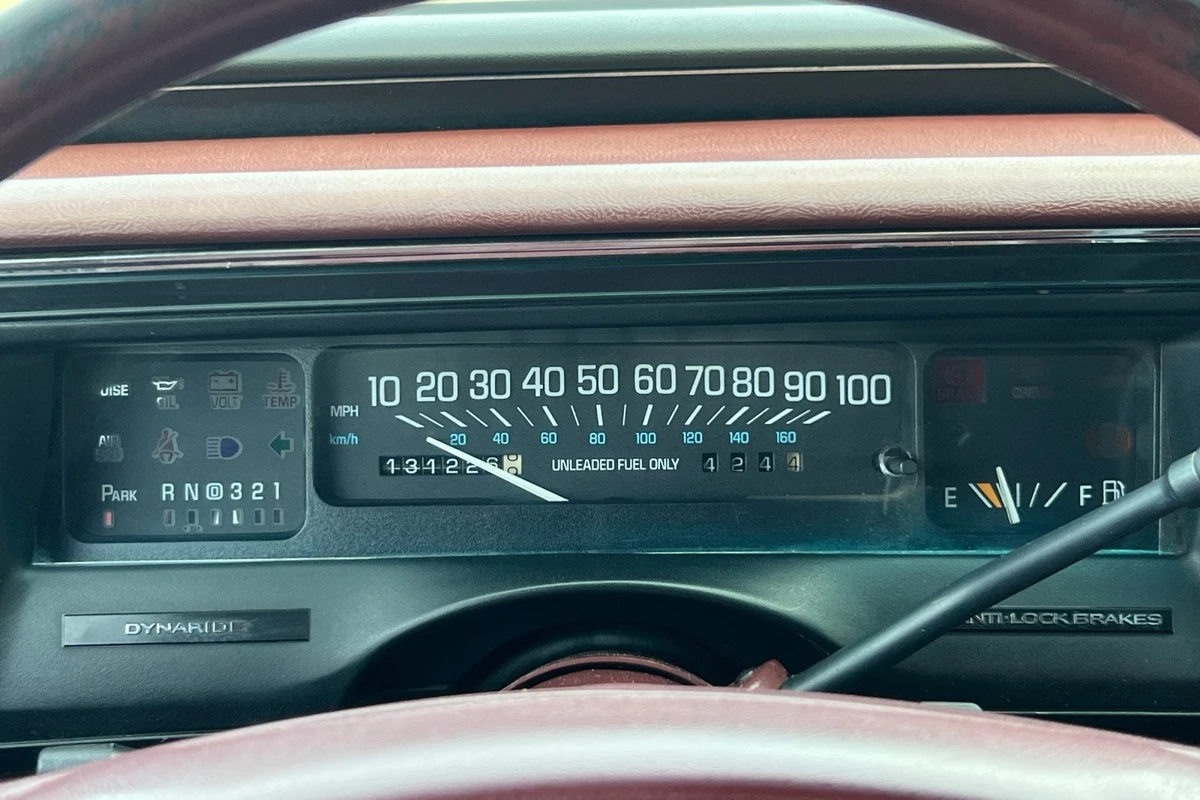 10 20 30 40 50 60 70 80 90 100
MPH
km/h 20 40 60 80 100 120 140 160
UNLEADED FUEL ONLY 4 2 4 4
UISE OIL VOLT TEMP
AIR
PARK R N D 3 2 1
E F
DYNARIDE
ANTI-LOCK BRAKES